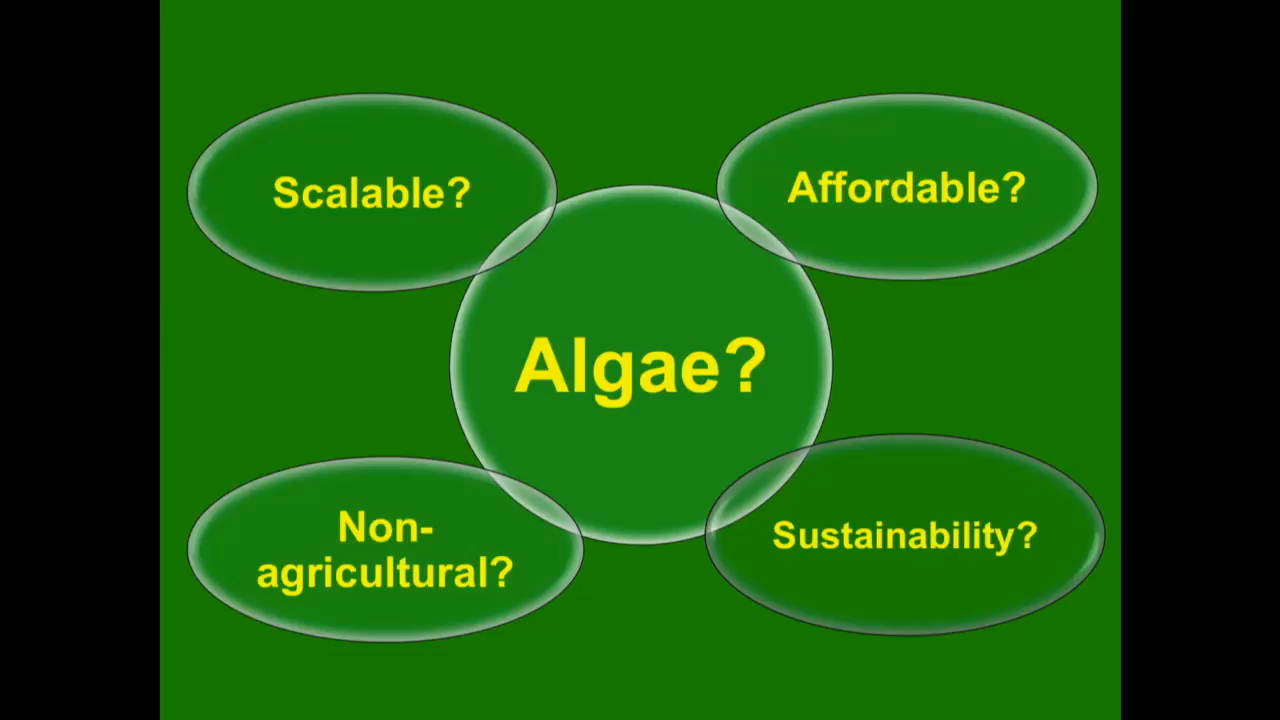 Scalable?
Affordable?
Algae?
Non-
agricultural?
Sustainability?